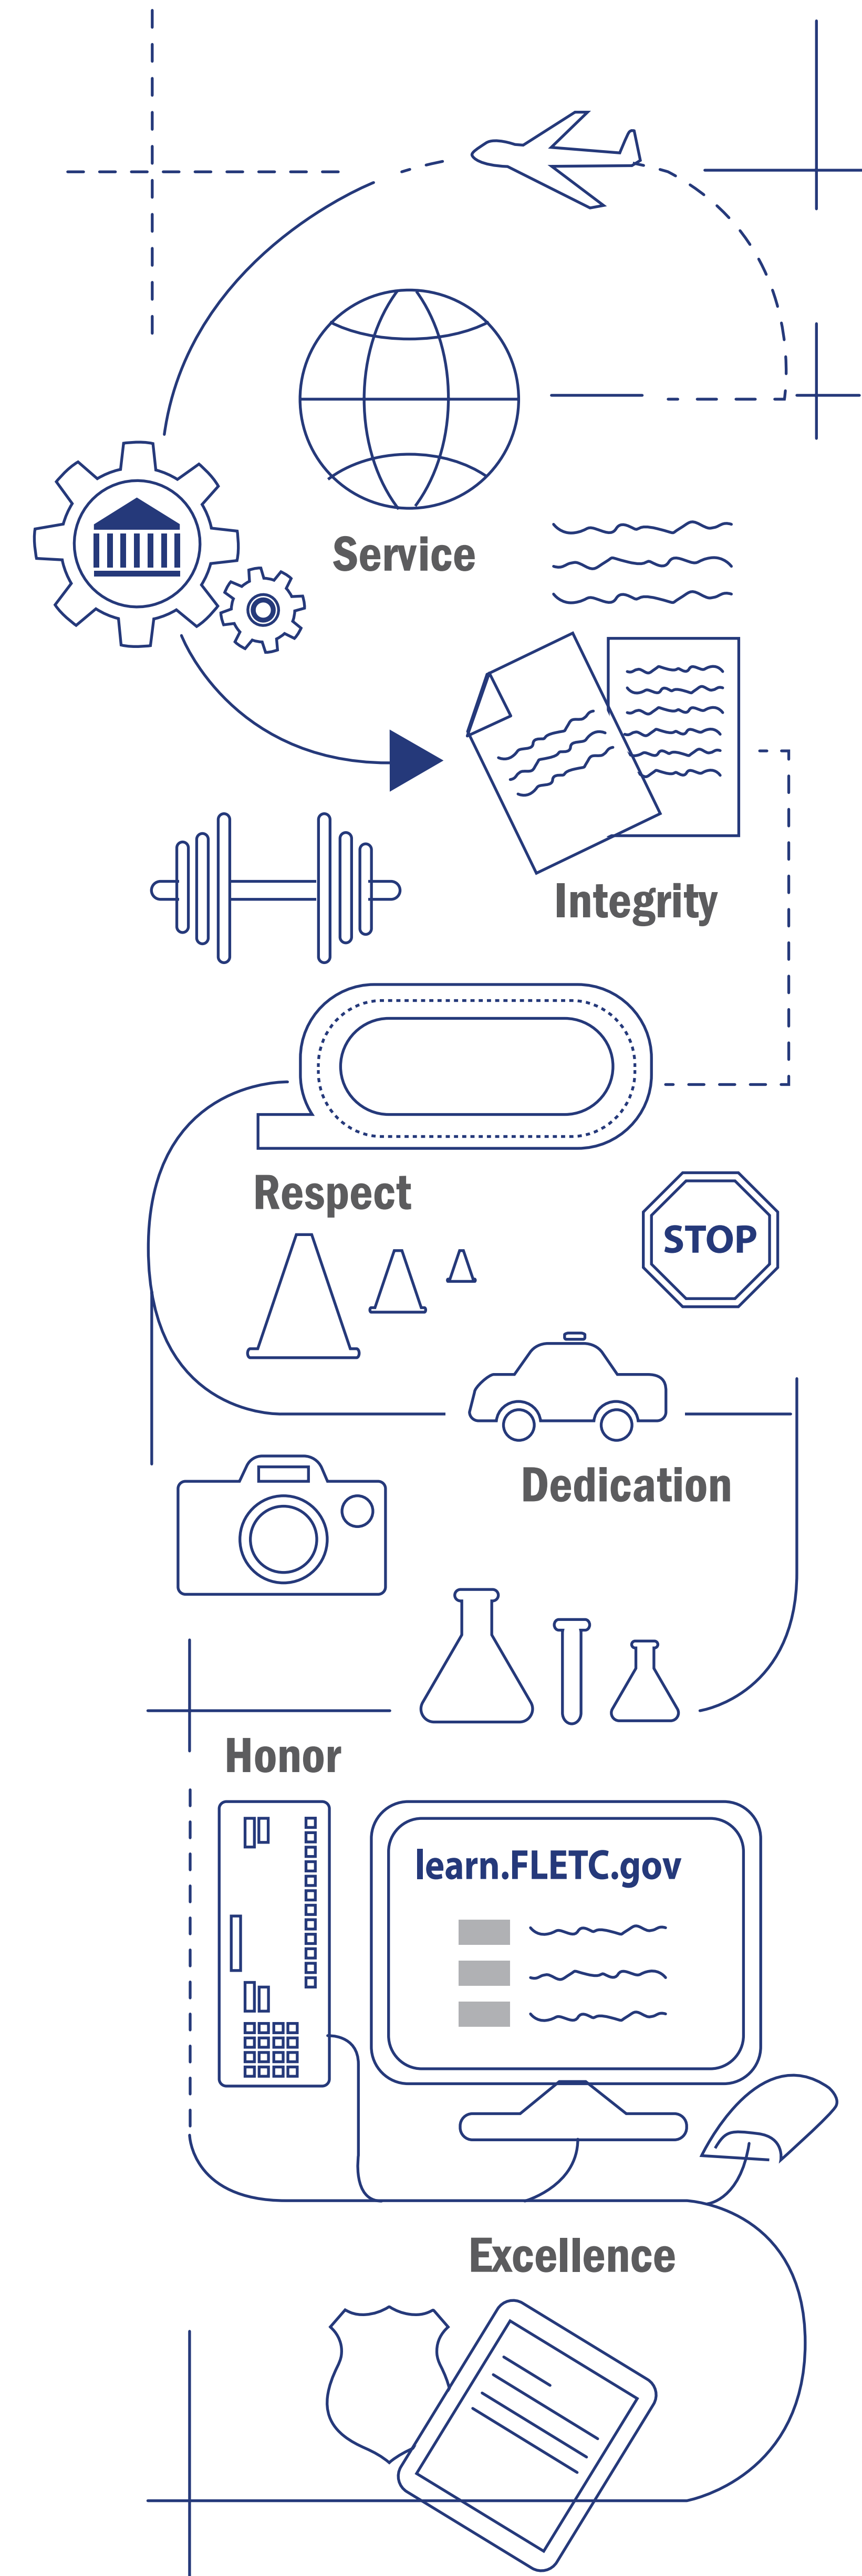 Service
Integrity
Respect
STOP
Dedication
Honor
learn.FLETC.gov
Excellence